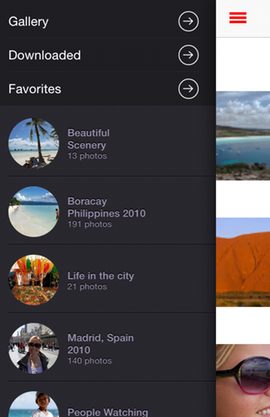 Gallery
Downloaded
Favorites
Beautiful
Scenery
13 photos
Boracay
Philippines 2010
191 photos
Life in the city
21 photos
Madrid, Spain
2010
140 photos
People Watching